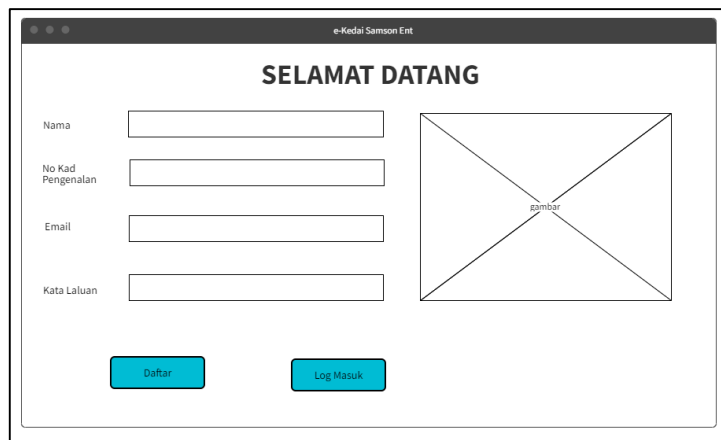 e-Kedai Samson Ent
SELAMAT DATANG
Nama
No Kad
Pengenalan
Email
Kata Laluan
gambar
Daftar
Log Masuk